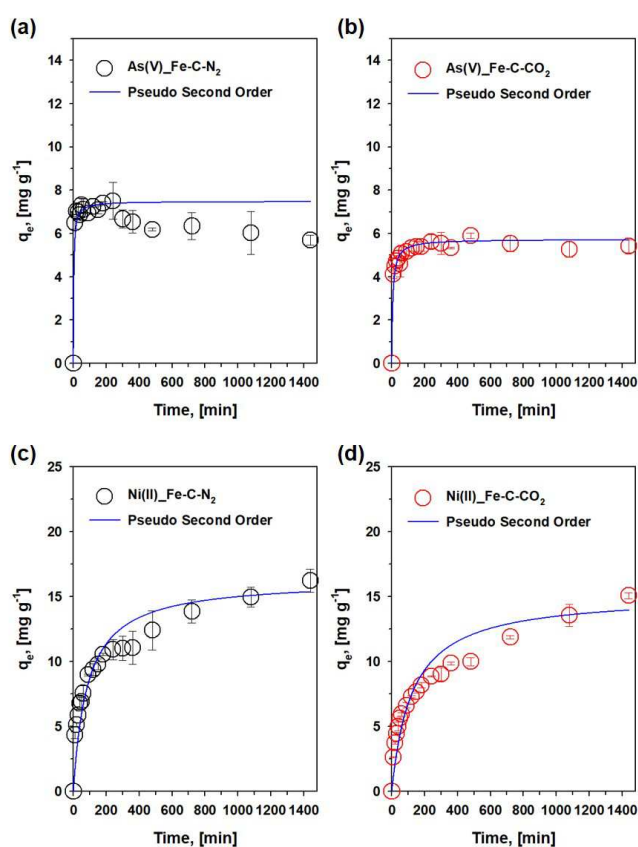 (a)
As(V)_Fe-C-N₂
Pseudo Second Order
qₑ, [mg g⁻¹]
14
12
10
8
6
4
2
0
0 200 400 600 800 1000 1200 1400
Time, [min]
(b)
As(V)_Fe-C-CO₂
Pseudo Second Order
qₑ, [mg g⁻¹]
14
12
10
8
6
4
2
0
0 200 400 600 800 1000 1200 1400
Time, [min]
(c)
Ni(II)_Fe-C-N₂
Pseudo Second Order
qₑ, [mg g⁻¹]
25
20
15
10
5
0
0 200 400 600 800 1000 1200 1400
Time, [min]
(d)
Ni(II)_Fe-C-CO₂
Pseudo Second Order
qₑ, [mg g⁻¹]
25
20
15
10
5
0
0 200 400 600 800 1000 1200 1400
Time, [min]